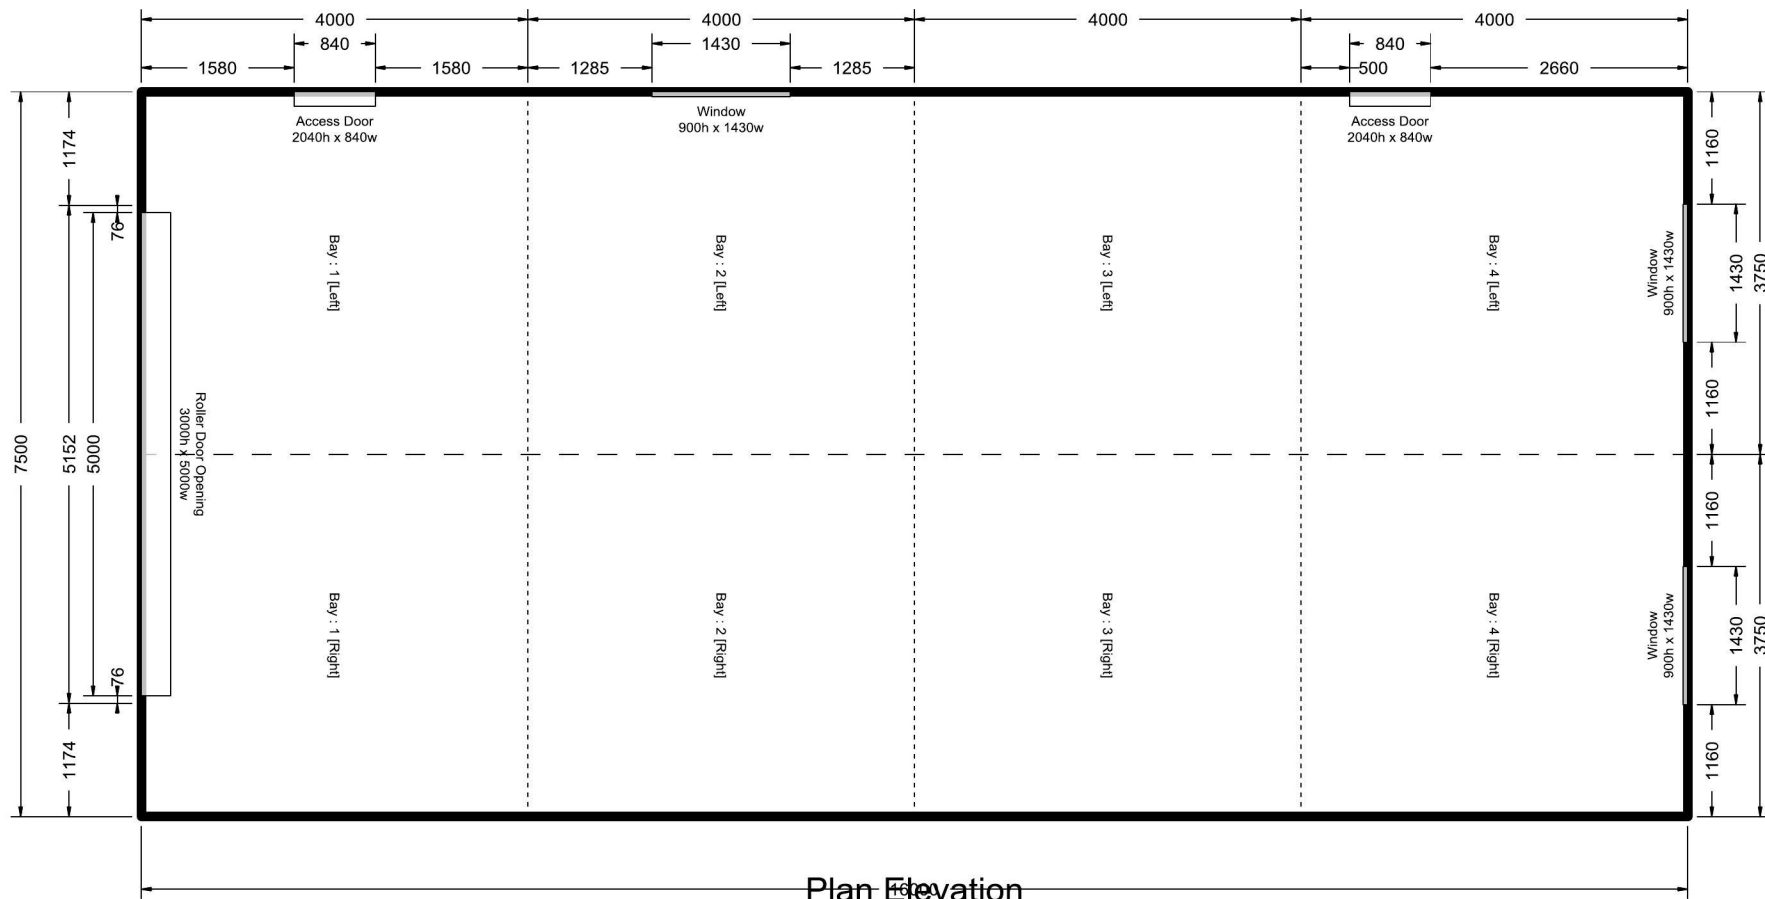 4000
4000
4000
4000
840
1430
840
1580
1580
1285
1285
500
2660
Access Door
2040h x 840w
Window
900h x 1430w
Access Door
2040h x 840w
1174
76
7500
5152
5000
76
1174
Roller Door Opening
3000h x 5000w
Bay : 1 [Left]
Bay : 2 [Left]
Bay : 3 [Left]
Bay : 4 [Left]
Bay : 1 [Right]
Bay : 2 [Right]
Bay : 3 [Right]
Bay : 4 [Right]
Window
900h x 1430w
Window
900h x 1430w
1160
1430
3750
1160
1160
1430
3750
1160
16000
Plan Elevation